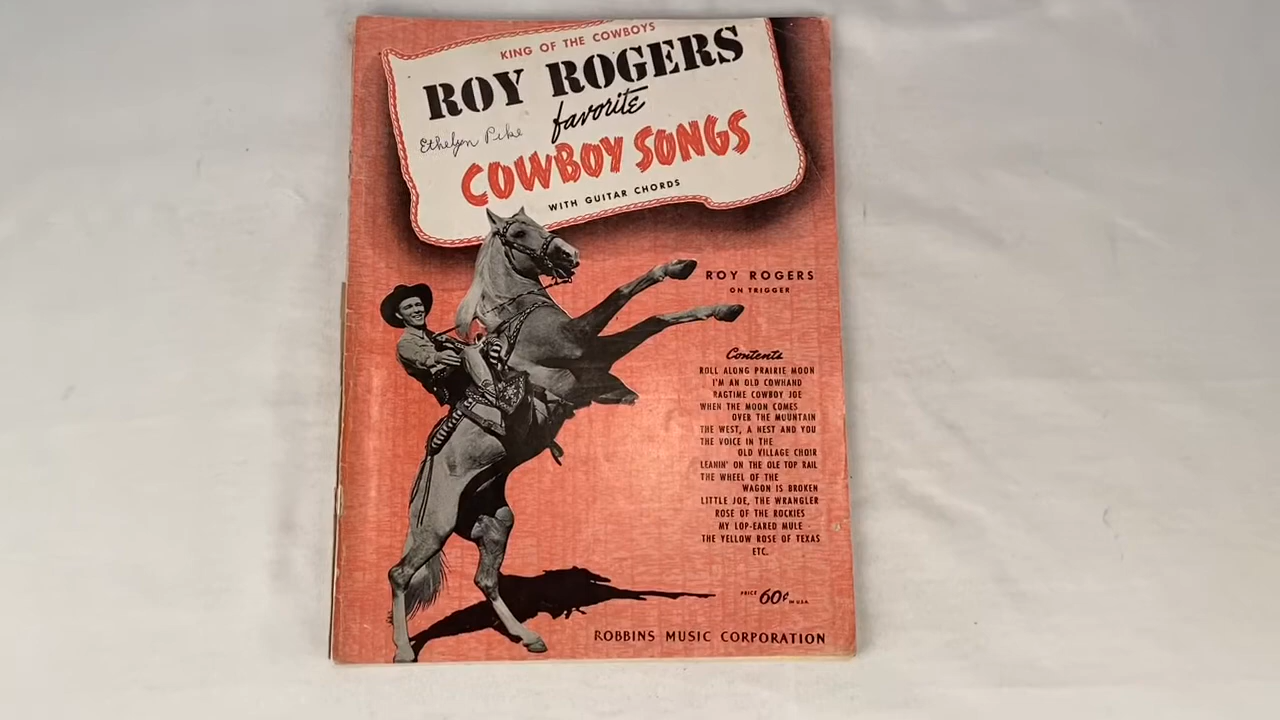 KING OF THE COWBOYS
ROY ROGERS
favorite
Ethelyn Pike
COWBOY SONGS
WITH GUITAR CHORDS
ROY ROGERS
ON TRIGGER
Contents
ROLL ALONG PRAIRIE MOON
I'M AN OLD COWHAND
RAGTIME COWBOY JOE
WHEN THE MOON COMES
OVER THE MOUNTAIN
THE WEST, A NEST AND YOU
THE VOICE IN THE
OLD VILLAGE CHOIR
LEANIN' ON THE OLE TOP RAIL
THE WHEEL OF THE
WAGON IS BROKEN
LITTLE JOE, THE WRANGLER
ROSE OF THE ROCKIES
MY LOP-EARED MULE
THE YELLOW ROSE OF TEXAS
ETC.
PRICE 60¢ IN U.S.A.
ROBBINS MUSIC CORPORATION